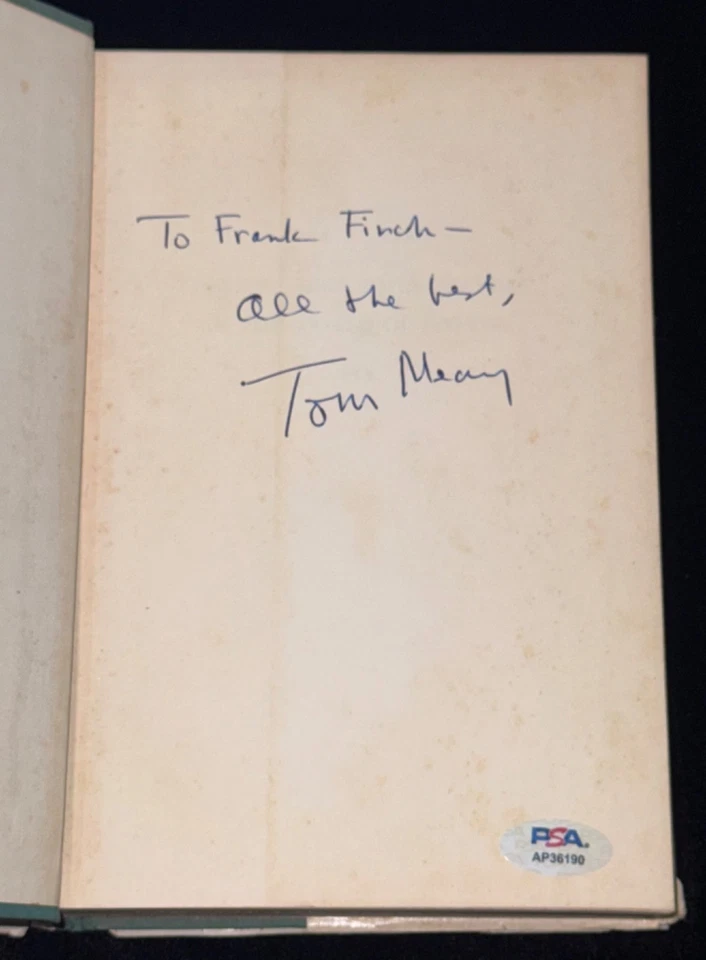 To Frank Finch—
all the best,
Tom Meany
PSA.
AP36190